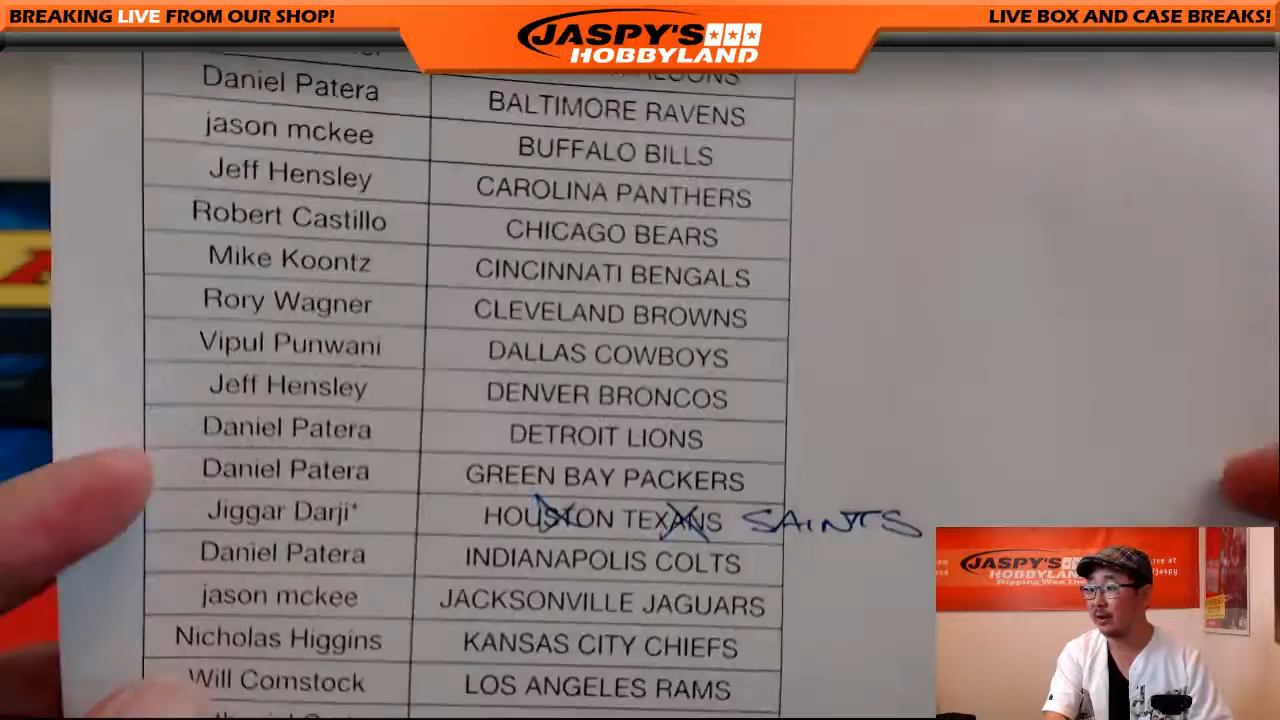 BREAKING LIVE FROM OUR SHOP!
JASPY'S
HOBBYLAND
LIVE BOX AND CASE BREAKS!
Daniel Patera BALTIMORE RAVENS
jason mckee BUFFALO BILLS
Jeff Hensley CAROLINA PANTHERS
Robert Castillo CHICAGO BEARS
Mike Koontz CINCINNATI BENGALS
Rory Wagner CLEVELAND BROWNS
Vipul Punwani DALLAS COWBOYS
Jeff Hensley DENVER BRONCOS
Daniel Patera DETROIT LIONS
Daniel Patera GREEN BAY PACKERS
Jiggar Darji* HOUSTON TEXANS SAINTS
Daniel Patera INDIANAPOLIS COLTS
jason mckee JACKSONVILLE JAGUARS
Nicholas Higgins KANSAS CITY CHIEFS
Will Comstock LOS ANGELES RAMS
JASPY'S
HOBBYLAND